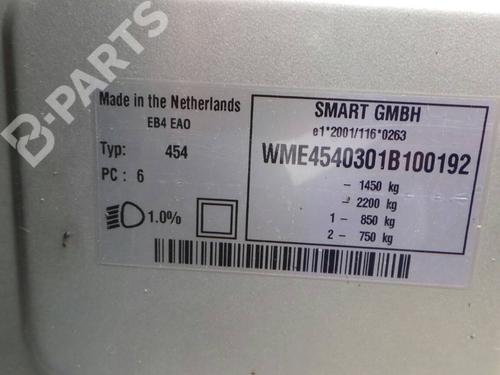 B-PARTS
Made in the Netherlands
EB4 EAO
Typ: 454
PC: 6
1.0%
SMART GMBH
e1*2001/116*0263
WME4540301B100192
- 1450 kg
- 2200 kg
1 - 850 kg
2 - 750 kg